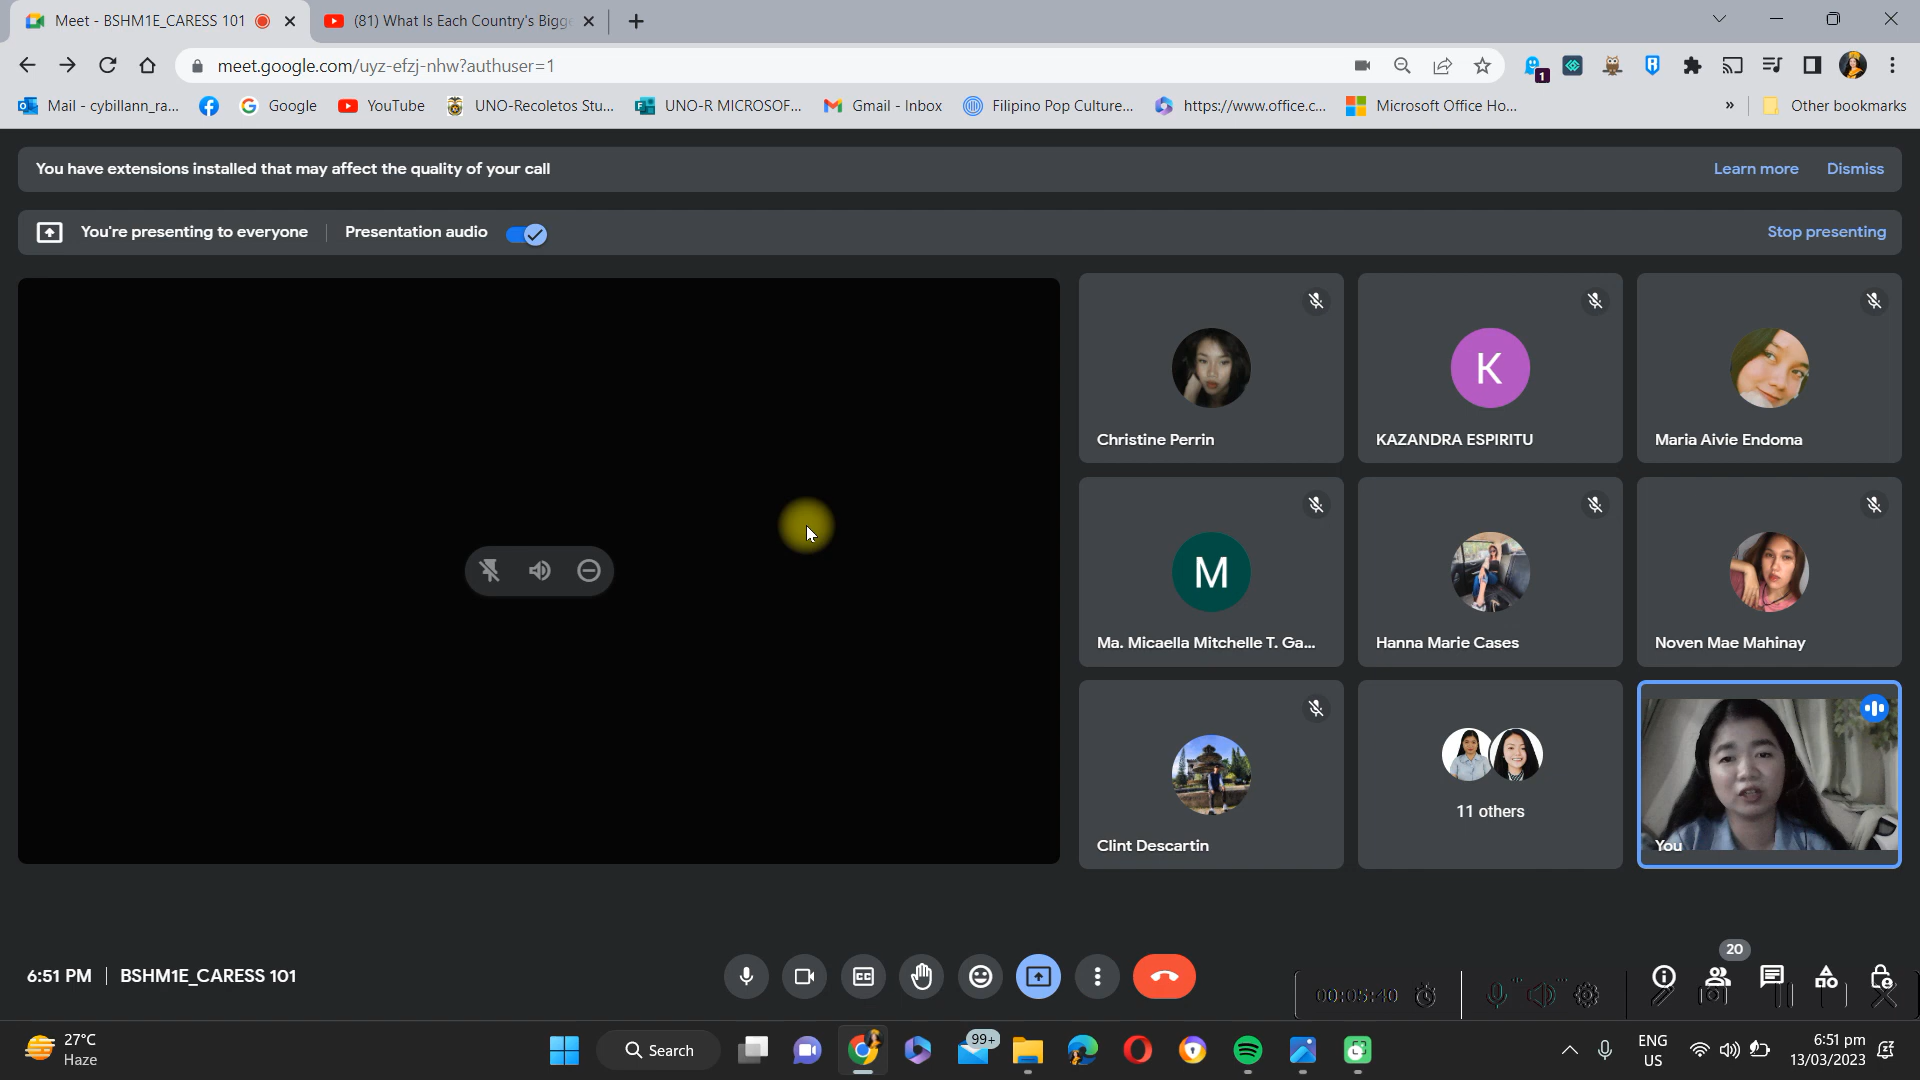 Meet - BSHM1E_CARESS 101
(81) What Is Each Country's Bigge
meet.google.com/uyz-efzj-nhw?authuser=1
1
Mail - cybillann_ra...
Google
YouTube
UNO-Recoletos Stu...
UNO-R MICROSOF...
Gmail - Inbox
Filipino Pop Culture...
https://www.office.c...
Microsoft Office Ho...
»
Other bookmarks
You have extensions installed that may affect the quality of your call
Learn more
Dismiss
You're presenting to everyone
Presentation audio
Stop presenting
Christine Perrin
K
KAZANDRA ESPIRITU
Maria Aivie Endoma
M
Ma. Micaella Mitchelle T. Ga...
Hanna Marie Cases
Noven Mae Mahinay
Clint Descartin
11 others
You
6:51 PM | BSHM1E_CARESS 101
20
00:05:40
27°C
Haze
Search
99+
ENG
US
6:51 pm
13/03/2023